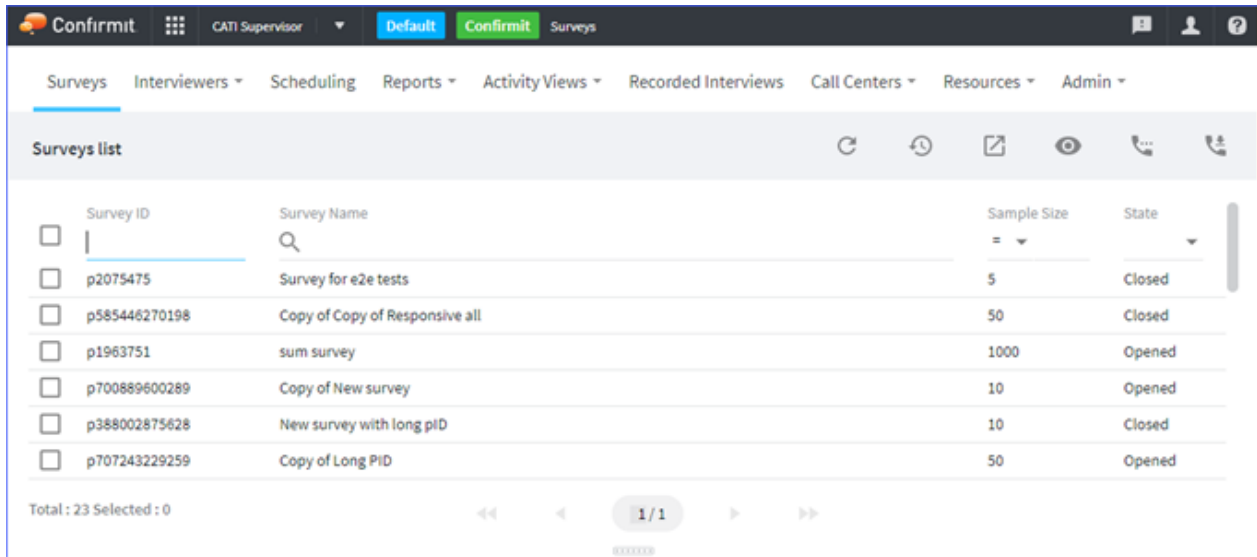 Confirmit CATI Supervisor Default Confirmit Surveys
Surveys Interviewers Scheduling Reports Activity Views Recorded Interviews Call Centers Resources Admin
Surveys list
Survey ID Survey Name Sample Size State
=
p2075475 Survey for e2e tests 5 Closed
p585446270198 Copy of Copy of Responsive all 50 Closed
p1963751 sum survey 1000 Opened
p700889600289 Copy of New survey 10 Opened
p388002875628 New survey with long pID 10 Closed
p707243229259 Copy of Long PID 50 Opened
Total : 23 Selected : 0 1 / 1